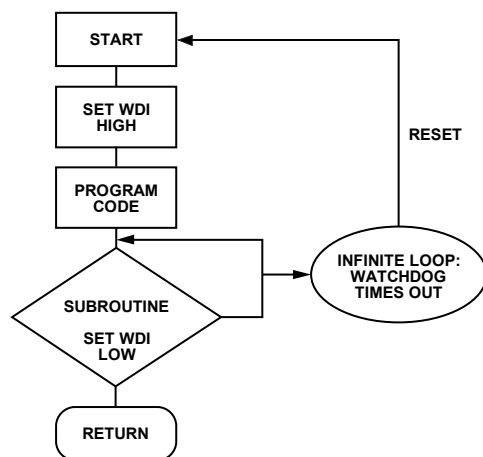 START
SET WDI
HIGH
RESET
PROGRAM
CODE
INFINITE LOOP:
WATCHDOG
TIMES OUT
SUBROUTINE
SET WDI
LOW
RETURN